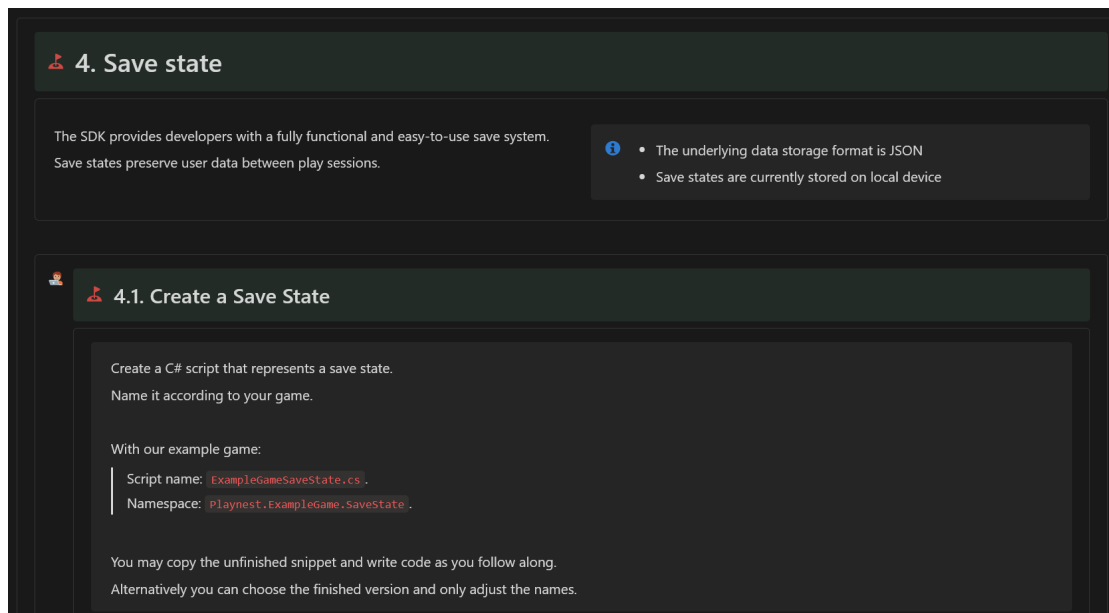 4. Save state
The SDK provides developers with a fully functional and easy-to-use save system.
Save states preserve user data between play sessions.
• The underlying data storage format is JSON
• Save states are currently stored on local device
4.1. Create a Save State
Create a C# script that represents a save state.
Name it according to your game.
With our example game:
Script name: ExampleGameSaveState.cs.
Namespace: Playnest.ExampleGame.SaveState.
You may copy the unfinished snippet and write code as you follow along.
Alternatively you can choose the finished version and only adjust the names.